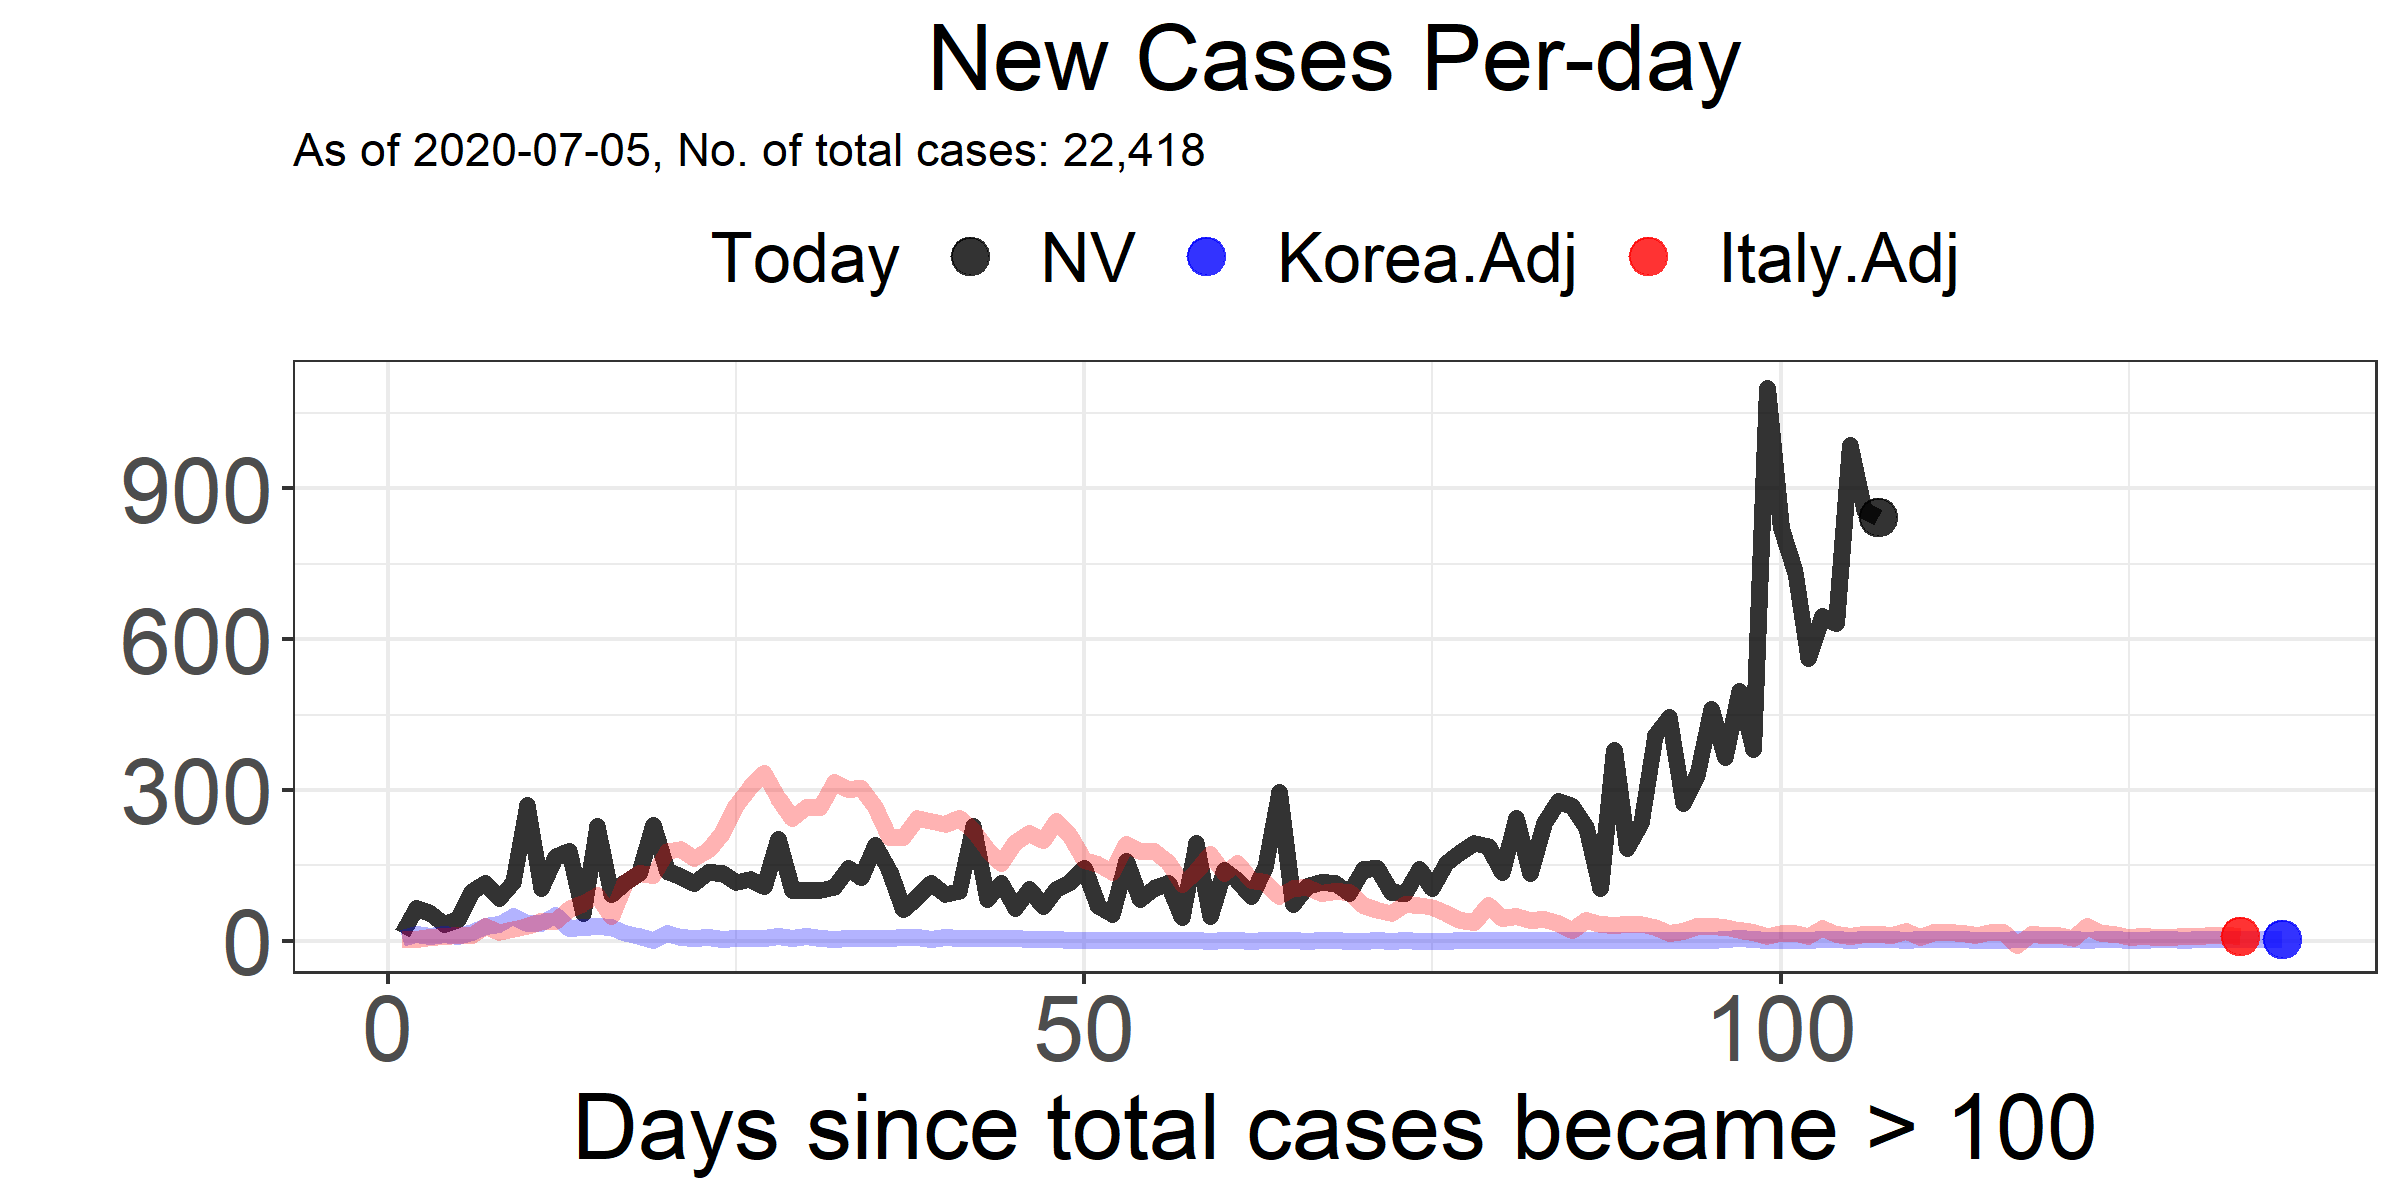 New Cases Per-day
As of 2020-07-05, No. of total cases: 22,418
Today NV Korea.Adj Italy.Adj
900
600
300
0
0 50 100
Days since total cases became > 100